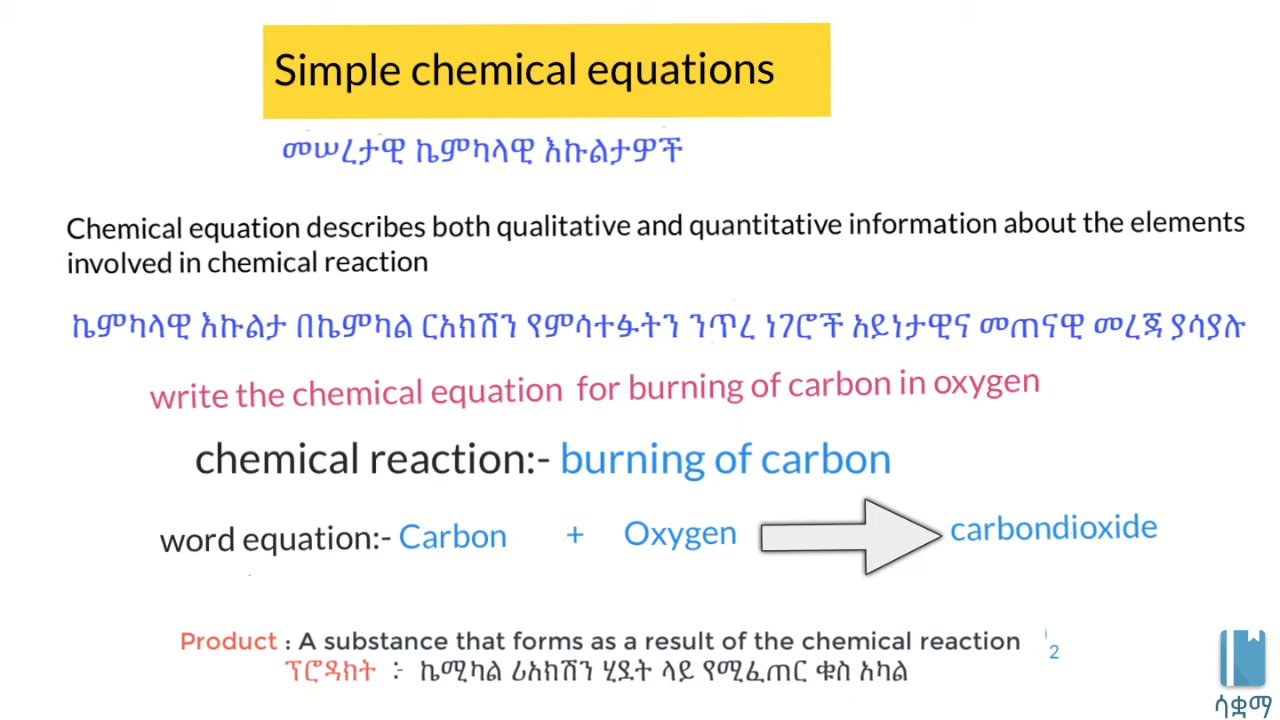 Simple chemical equations
መሠረታዊ ኬምካላዊ እኩልታዎች
Chemical equation describes both qualitative and quantitative information about the elements
involved in chemical reaction
ኬምካላዊ እኩልታ በኬምካል ርአክሽን የምሳተፉትን ንጥረ ነገሮች አይነታዊና መጠናዊ መረጃ ያሳያሉ
write the chemical equation for burning of carbon in oxygen
chemical reaction:- burning of carbon
word equation:- Carbon + Oxygen carbondioxide
Product : A substance that forms as a result of the chemical reaction
2
ፕሮዳክት ፦ ኬሚካል ሪአክሽን ሂደት ላይ የሚፈጠር ቁስ አካል
ሳቋማ